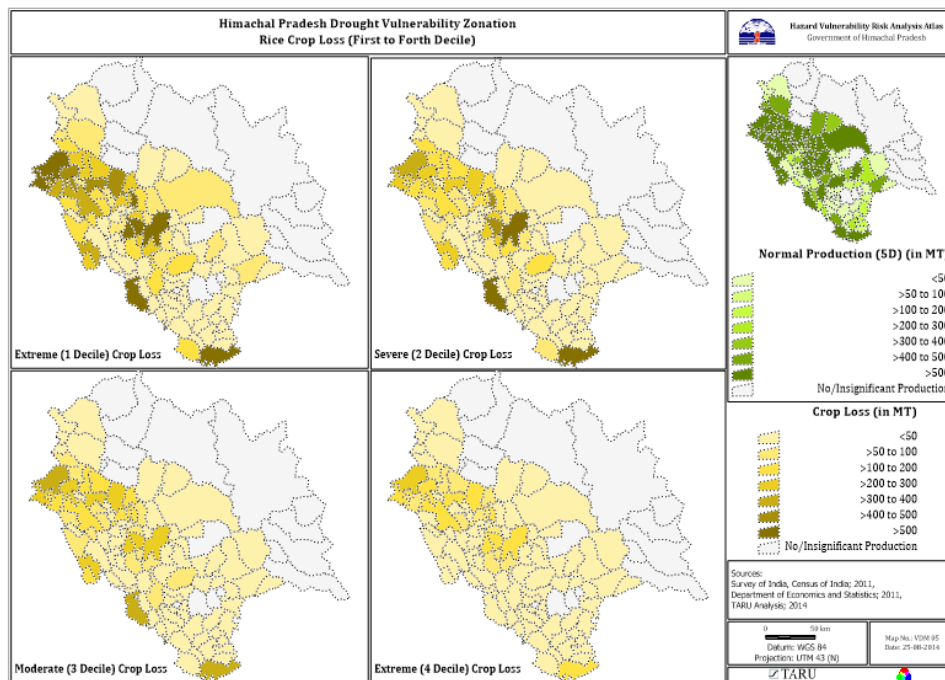 Himachal Pradesh Drought Vulnerability Zonation
Rice Crop Loss (First to Forth Decile)
Hazard Vulnerability Risk Analysis Atlas
Government of Himachal Pradesh
Extreme (1 Decile) Crop Loss
Severe (2 Decile) Crop Loss
Moderate (3 Decile) Crop Loss
Extreme (4 Decile) Crop Loss
Normal Production (5D) (in MT)
<50
>50 to 100
>100 to 200
>200 to 300
>300 to 400
>400 to 500
>500
No/Insignificant Production
Crop Loss (in MT)
<50
>50 to 100
>100 to 200
>200 to 300
>300 to 400
>400 to 500
>500
No/Insignificant Production
Sources:
Survey of India, Census of India; 2011,
Department of Economics and Statistics; 2011,
TARU Analysis; 2014
0 50 km
Datum: WGS 84
Projection: UTM 43 (N)
Map No.: VDM 05
Date: 25-08-2014
TARU